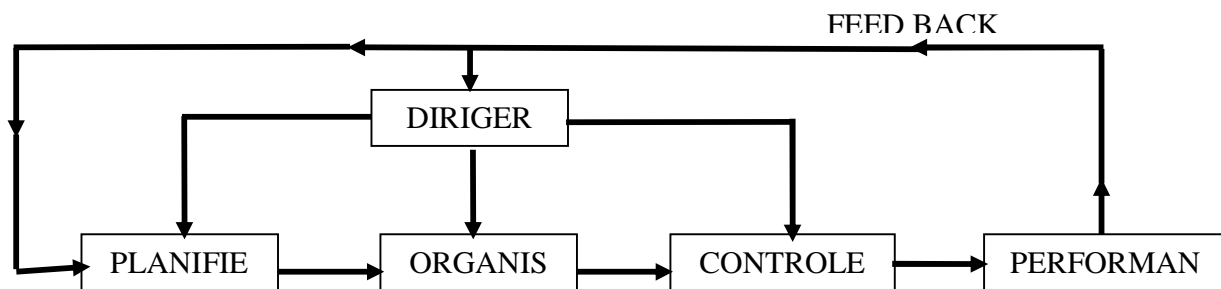 FEED BACK
DIRIGER
PLANIFIE
ORGANIS
CONTROLE
PERFORMAN